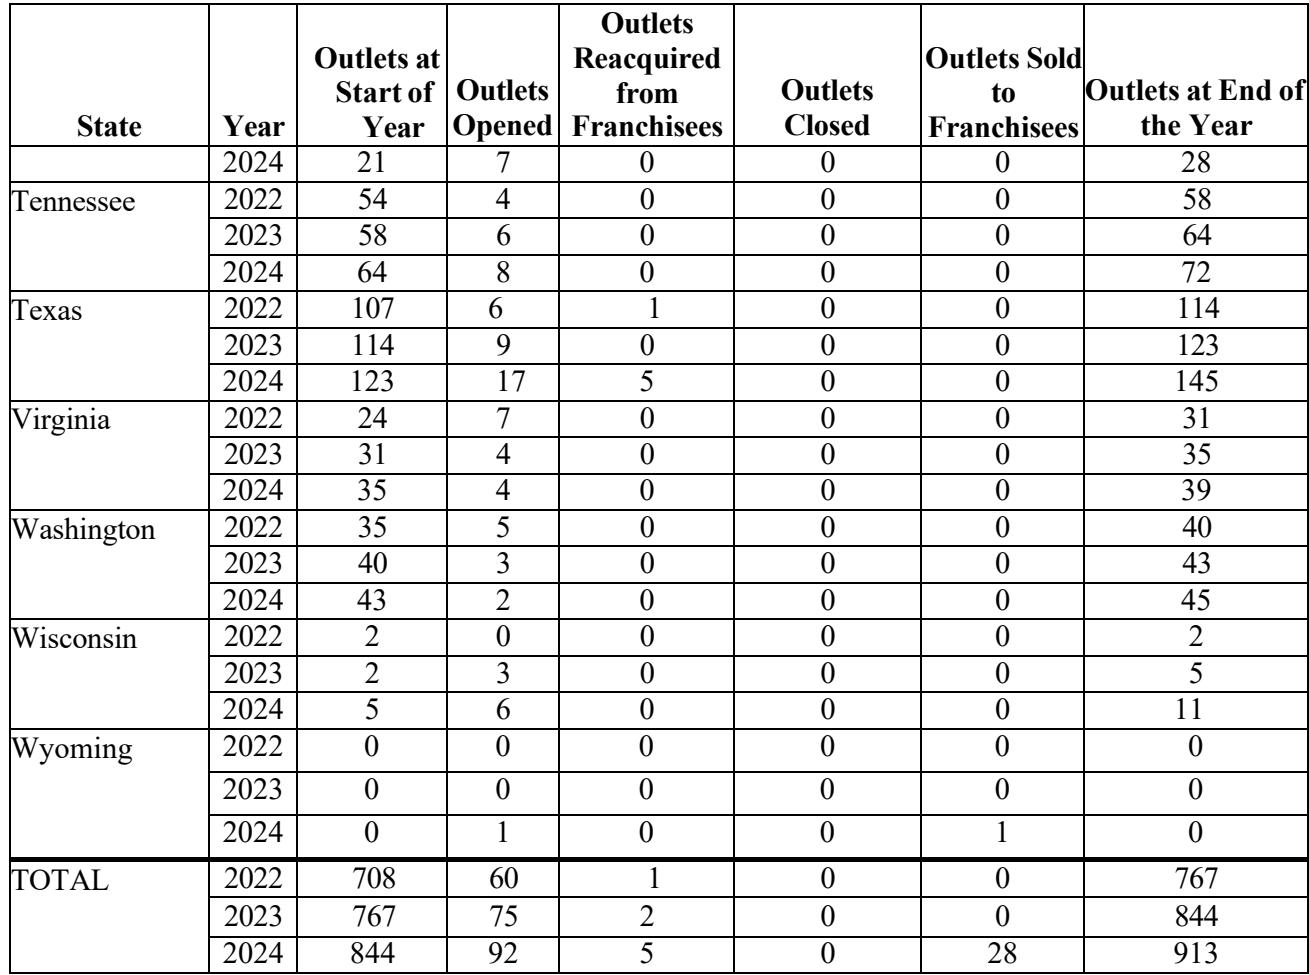 State Year Outlets at Start of Year Outlets Opened Outlets Reacquired from Franchisees Outlets Closed Outlets Sold to Franchisees Outlets at End of the Year
2024 21 7 0 0 0 28
Tennessee 2022 54 4 0 0 0 58
2023 58 6 0 0 0 64
2024 64 8 0 0 0 72
Texas 2022 107 6 1 0 0 114
2023 114 9 0 0 0 123
2024 123 17 5 0 0 145
Virginia 2022 24 7 0 0 0 31
2023 31 4 0 0 0 35
2024 35 4 0 0 0 39
Washington 2022 35 5 0 0 0 40
2023 40 3 0 0 0 43
2024 43 2 0 0 0 45
Wisconsin 2022 2 0 0 0 0 2
2023 2 3 0 0 0 5
2024 5 6 0 0 0 11
Wyoming 2022 0 0 0 0 0 0
2023 0 0 0 0 0 0
2024 0 1 0 0 1 0
TOTAL 2022 708 60 1 0 0 767
2023 767 75 2 0 0 844
2024 844 92 5 0 28 913